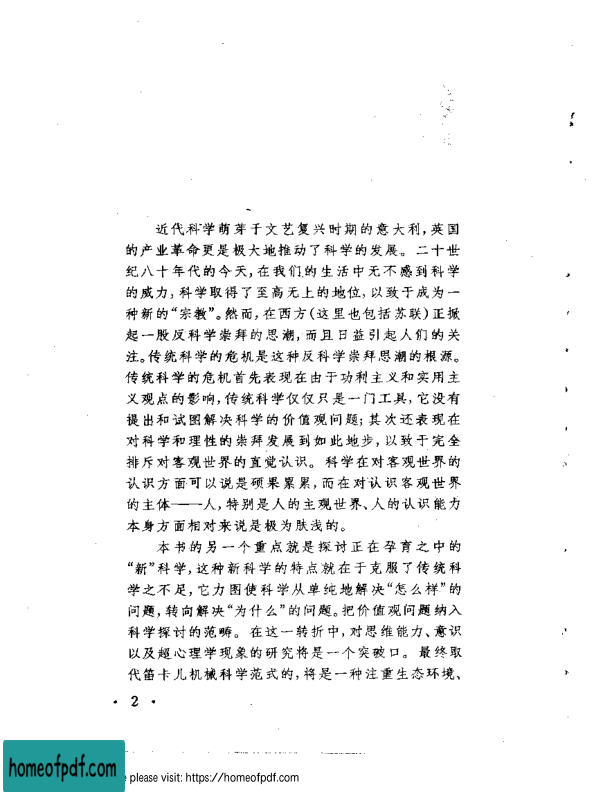 近代科学萌芽于文艺复兴时期的意大利，英国
的产业革命更是极大地推动了科学的发展。二十世
纪八十年代的今天，在我们的生活中无不感到科学
的威力，科学取得了至高无上的地位，以致于成为一
种新的“宗教”。然而，在西方（这里也包括苏联）正掀
起一股反科学崇拜的思潮，而且日益引起人们的关
注。传统科学的危机是这种反科学崇拜思潮的根源。
传统科学的危机首先表现在由于功利主义和实用主
义观点的影响，传统科学仅仅只是一门工具，它没有
提出和试图解决科学的价值观问题；其次还表现在
对科学和理性的崇拜发展到如此地步，以致于完全
排斥对客观世界的直觉认识。科学在对客观世界的
认识方面可以说是硕果累累，而在对认识客观世界
的主体——人，特别是人的主观世界、人的认识能力
本身方面相对来说是极为肤浅的。
本书的另一个重点就是探讨正在孕育之中的
“新”科学，这种新科学的特点就在于克服了传统科
学之不足，它力图使科学从单纯地解决“怎么样”的
问题，转向解决“为什么”的问题。把价值观问题纳入
科学探讨的范畴。在这一转折中，对思维能力、意识
以及超心理学现象的研究将是一个突破口。最终取
代笛卡儿机械科学范式的，将是一种注重生态环境、
· 2 ·
homeofpdf.com
please visit: https://homeofpdf.com